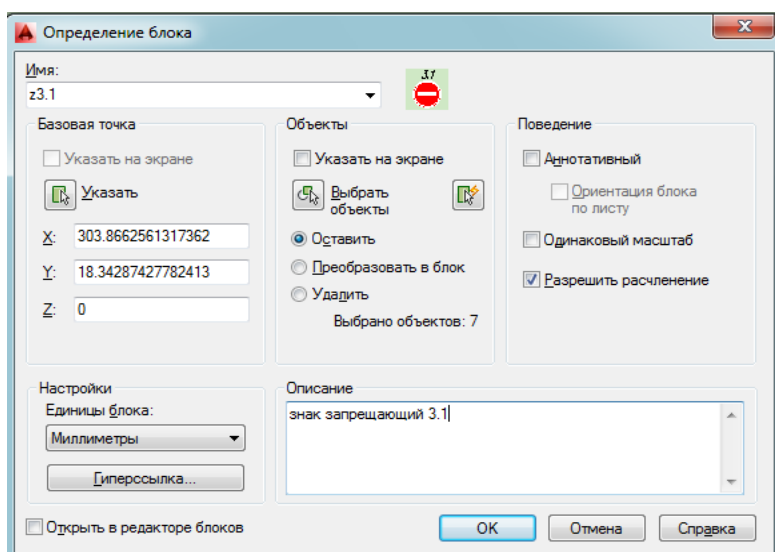 Определение блока
Имя:
z3.1
3.1
Базовая точка
Указать на экране
Указать
X: 303.8662561317362
Y: 18.34287427782413
Z: 0
Объекты
Указать на экране
Выбрать
объекты
Оставить
Преобразовать в блок
Удалить
Выбрано объектов: 7
Поведение
Аннотативный
Ориентация блока
по листу
Одинаковый масштаб
Разрешить расчленение
Настройки
Единицы блока:
Миллиметры
Гиперссылка...
Описание
знак запрещающий 3.1
Открыть в редакторе блоков
OK
Отмена
Справка